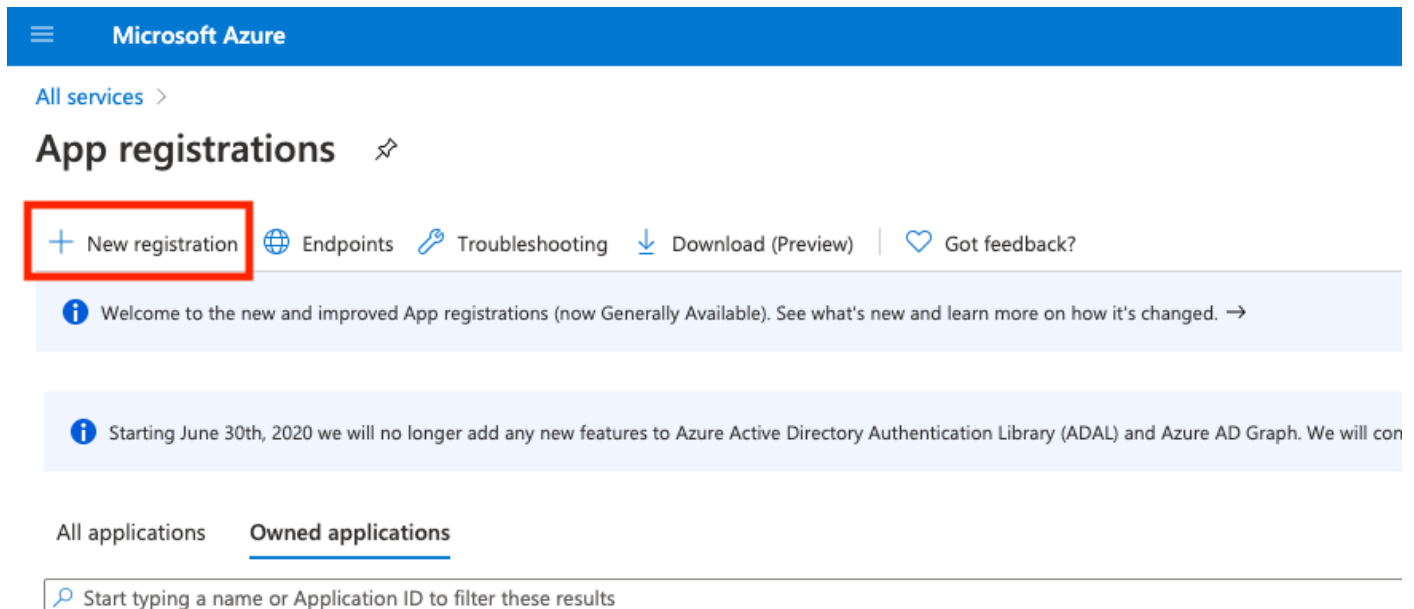 Microsoft Azure
All services >
App registrations
New registration Endpoints Troubleshooting Download (Preview) Got feedback?
Welcome to the new and improved App registrations (now Generally Available). See what's new and learn more on how it's changed. →
Starting June 30th, 2020 we will no longer add any new features to Azure Active Directory Authentication Library (ADAL) and Azure AD Graph. We will con
All applications Owned applications
Start typing a name or Application ID to filter these results